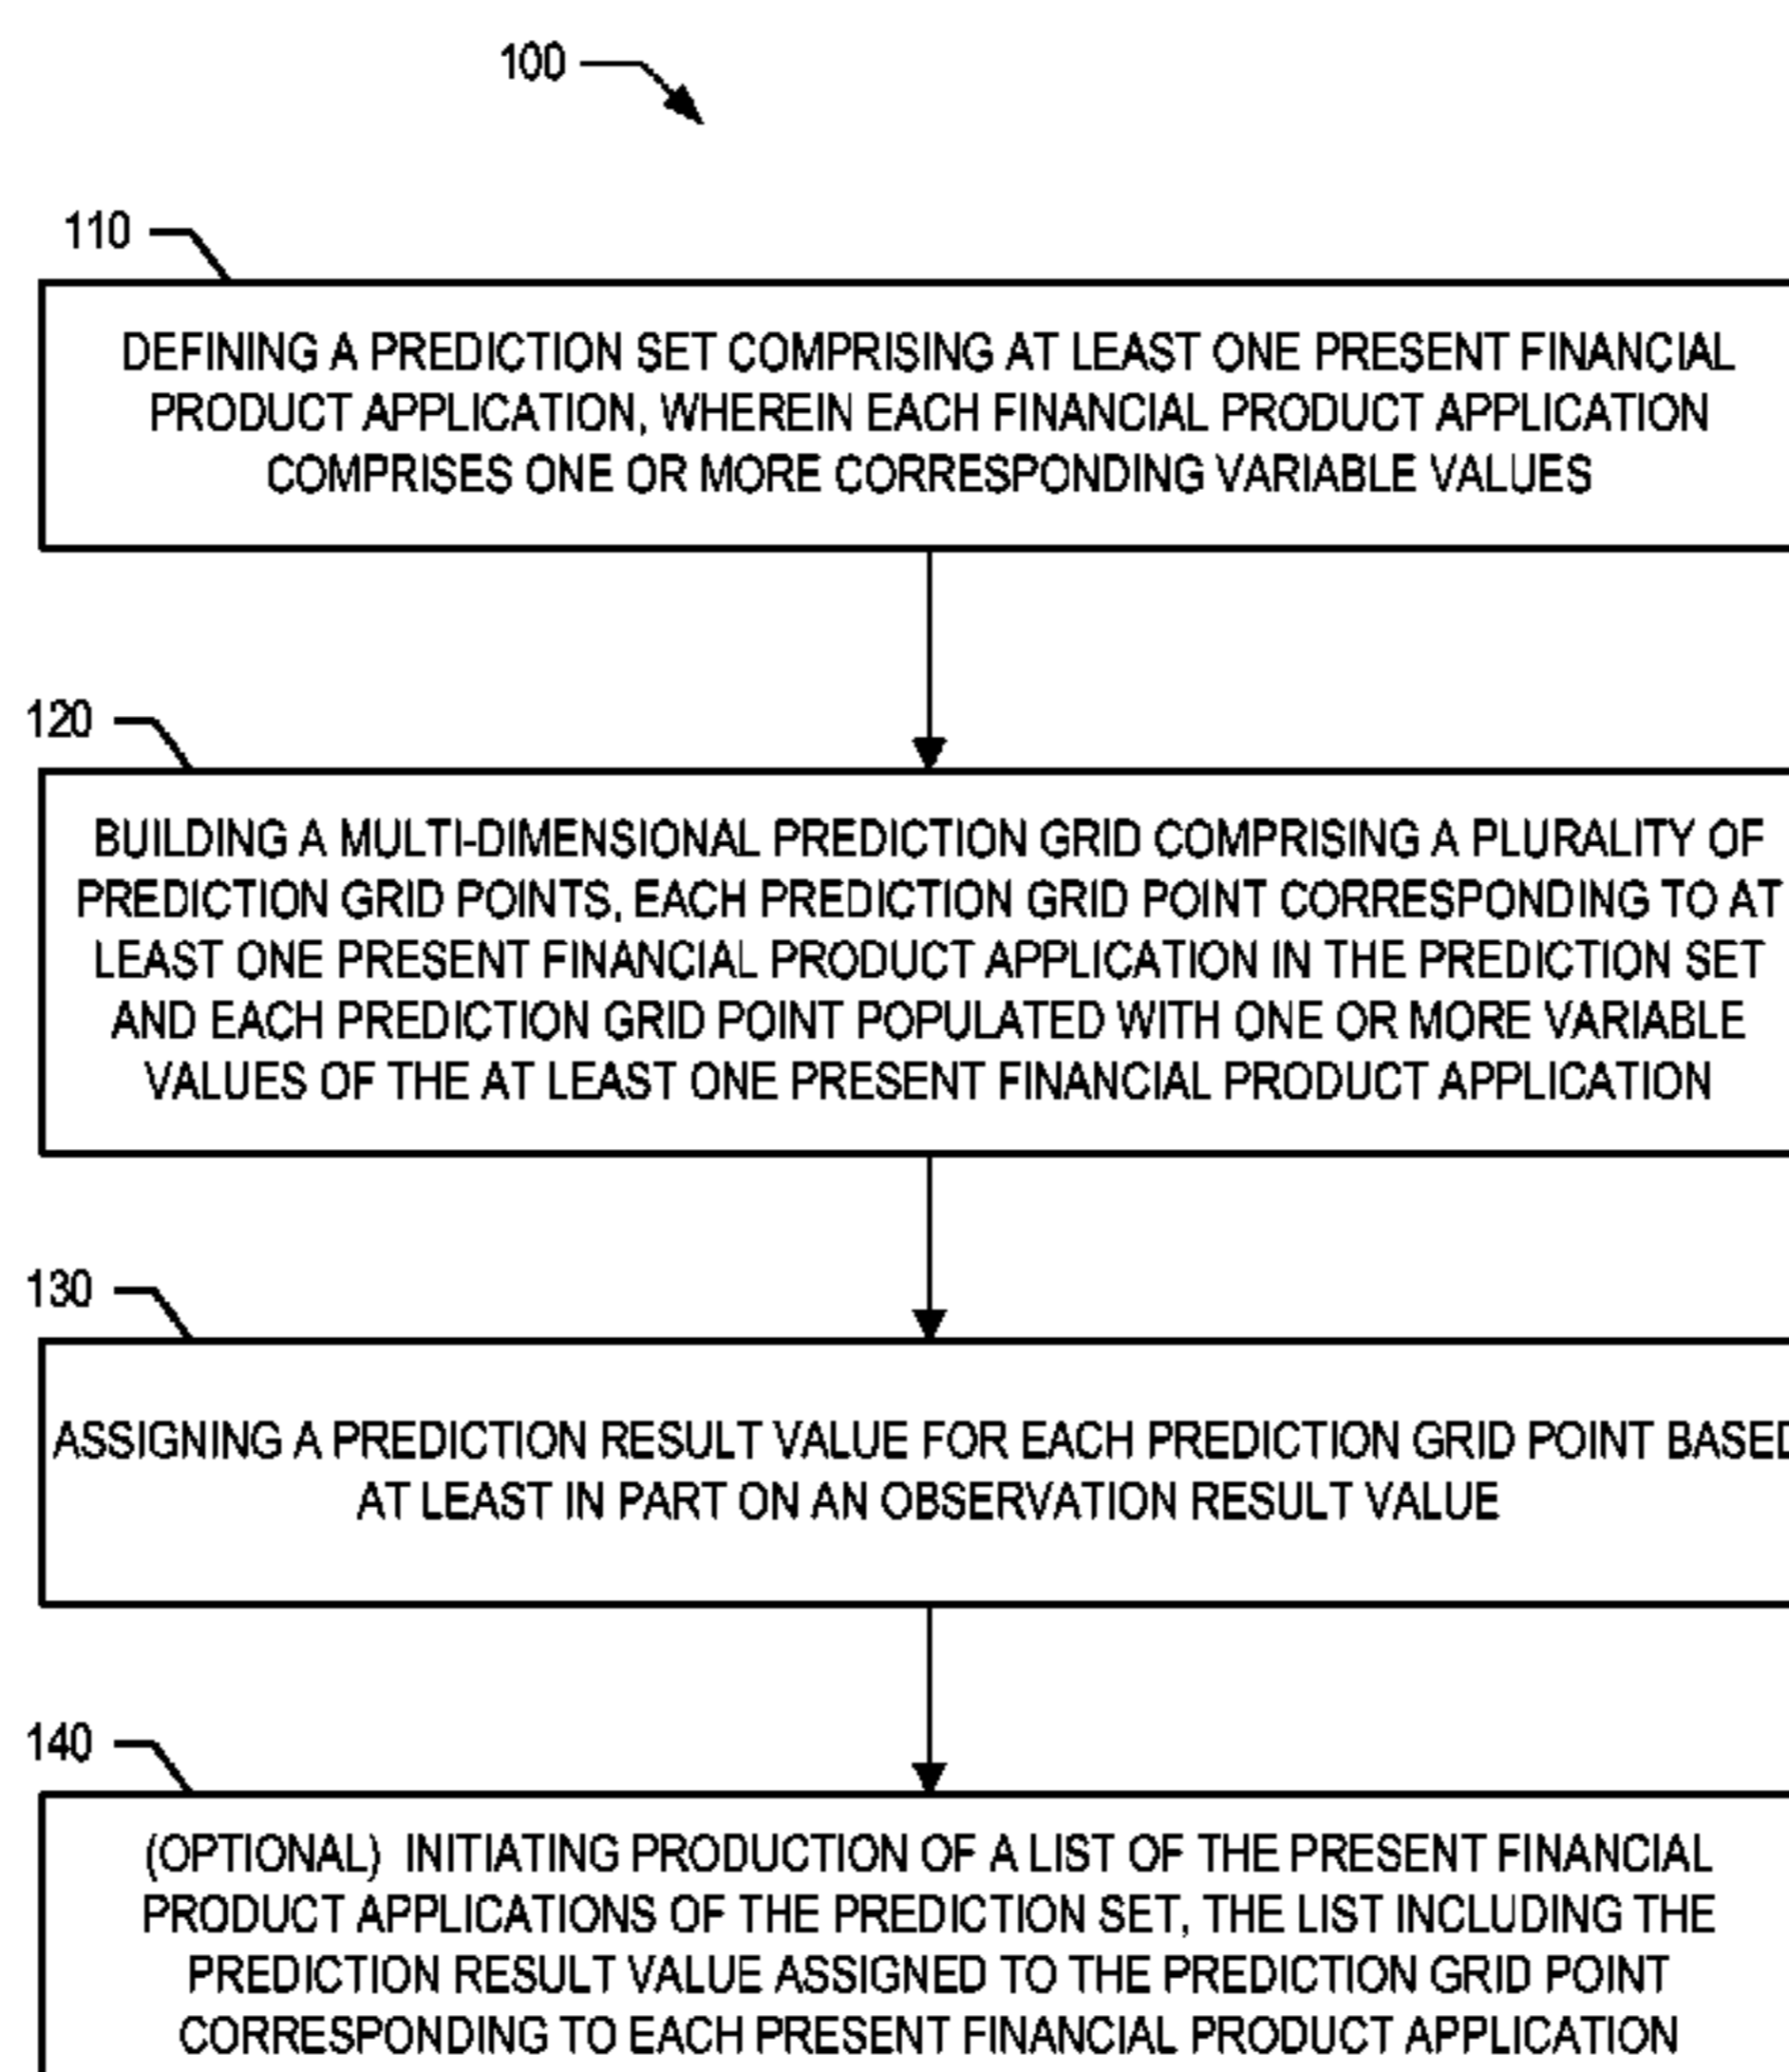 100
110
DEFINING A PREDICTION SET COMPRISING AT LEAST ONE PRESENT FINANCIAL
PRODUCT APPLICATION, WHEREIN EACH FINANCIAL PRODUCT APPLICATION
COMPRISES ONE OR MORE CORRESPONDING VARIABLE VALUES
120
BUILDING A MULTI-DIMENSIONAL PREDICTION GRID COMPRISING A PLURALITY OF
PREDICTION GRID POINTS, EACH PREDICTION GRID POINT CORRESPONDING TO AT
LEAST ONE PRESENT FINANCIAL PRODUCT APPLICATION IN THE PREDICTION SET
AND EACH PREDICTION GRID POINT POPULATED WITH ONE OR MORE VARIABLE
VALUES OF THE AT LEAST ONE PRESENT FINANCIAL PRODUCT APPLICATION
130
ASSIGNING A PREDICTION RESULT VALUE FOR EACH PREDICTION GRID POINT BASED
AT LEAST IN PART ON AN OBSERVATION RESULT VALUE
140
(OPTIONAL) INITIATING PRODUCTION OF A LIST OF THE PRESENT FINANCIAL
PRODUCT APPLICATIONS OF THE PREDICTION SET, THE LIST INCLUDING THE
PREDICTION RESULT VALUE ASSIGNED TO THE PREDICTION GRID POINT
CORRESPONDING TO EACH PRESENT FINANCIAL PRODUCT APPLICATION